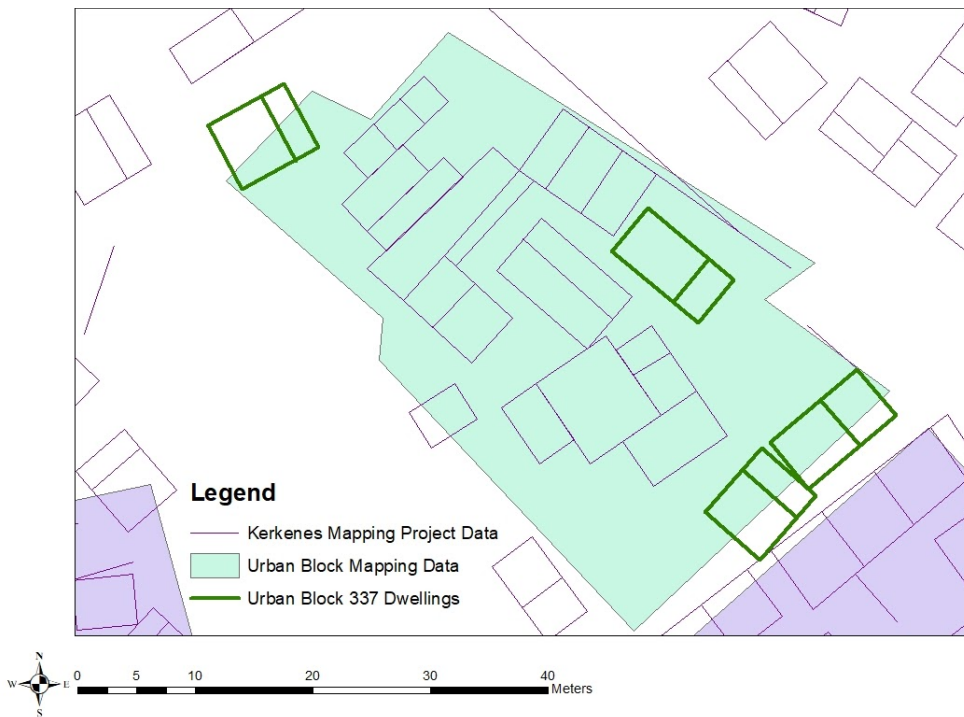 Legend
Kerkenes Mapping Project Data
Urban Block Mapping Data
Urban Block 337 Dwellings
N
W E
S
0 5 10 20 30 40
Meters